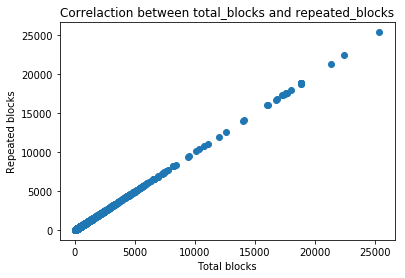 Correlaction between total_blocks and repeated_blocks
25000
20000
15000
10000
5000
0
Repeated blocks
0 5000 10000 15000 20000 25000
Total blocks